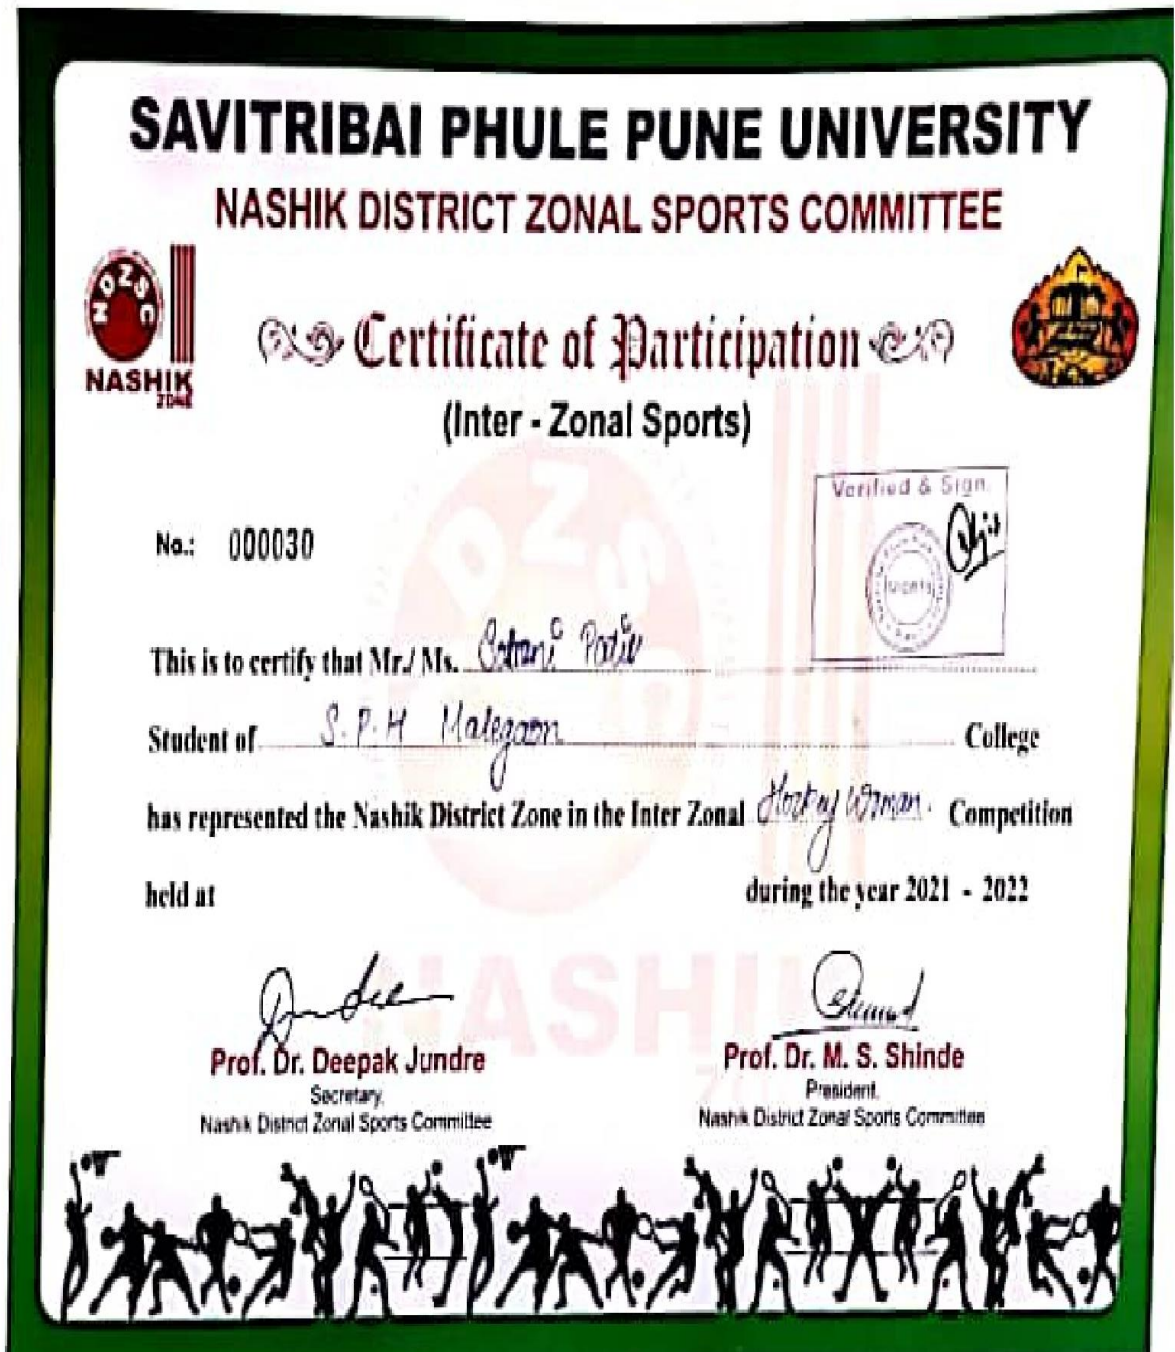 SAVITRIBAI PHULE PUNE UNIVERSITY
NASHIK DISTRICT ZONAL SPORTS COMMITTEE
NDZSC
NASHIK
ZONE
Certificate of Participation
(Inter - Zonal Sports)
Verified & Sign.
SPORTS
No.: 000030
This is to certify that Mr./ Ms. Patil
Student of S.P.H Malegaon College
has represented the Nashik District Zone in the Inter Zonal Hockey Woman. Competition
held at during the year 2021 - 2022
Prof. Dr. Deepak Jundre
Secretary,
Nashik District Zonal Sports Committee
Prof. Dr. M. S. Shinde
President,
Nashik District Zonal Sports Committee